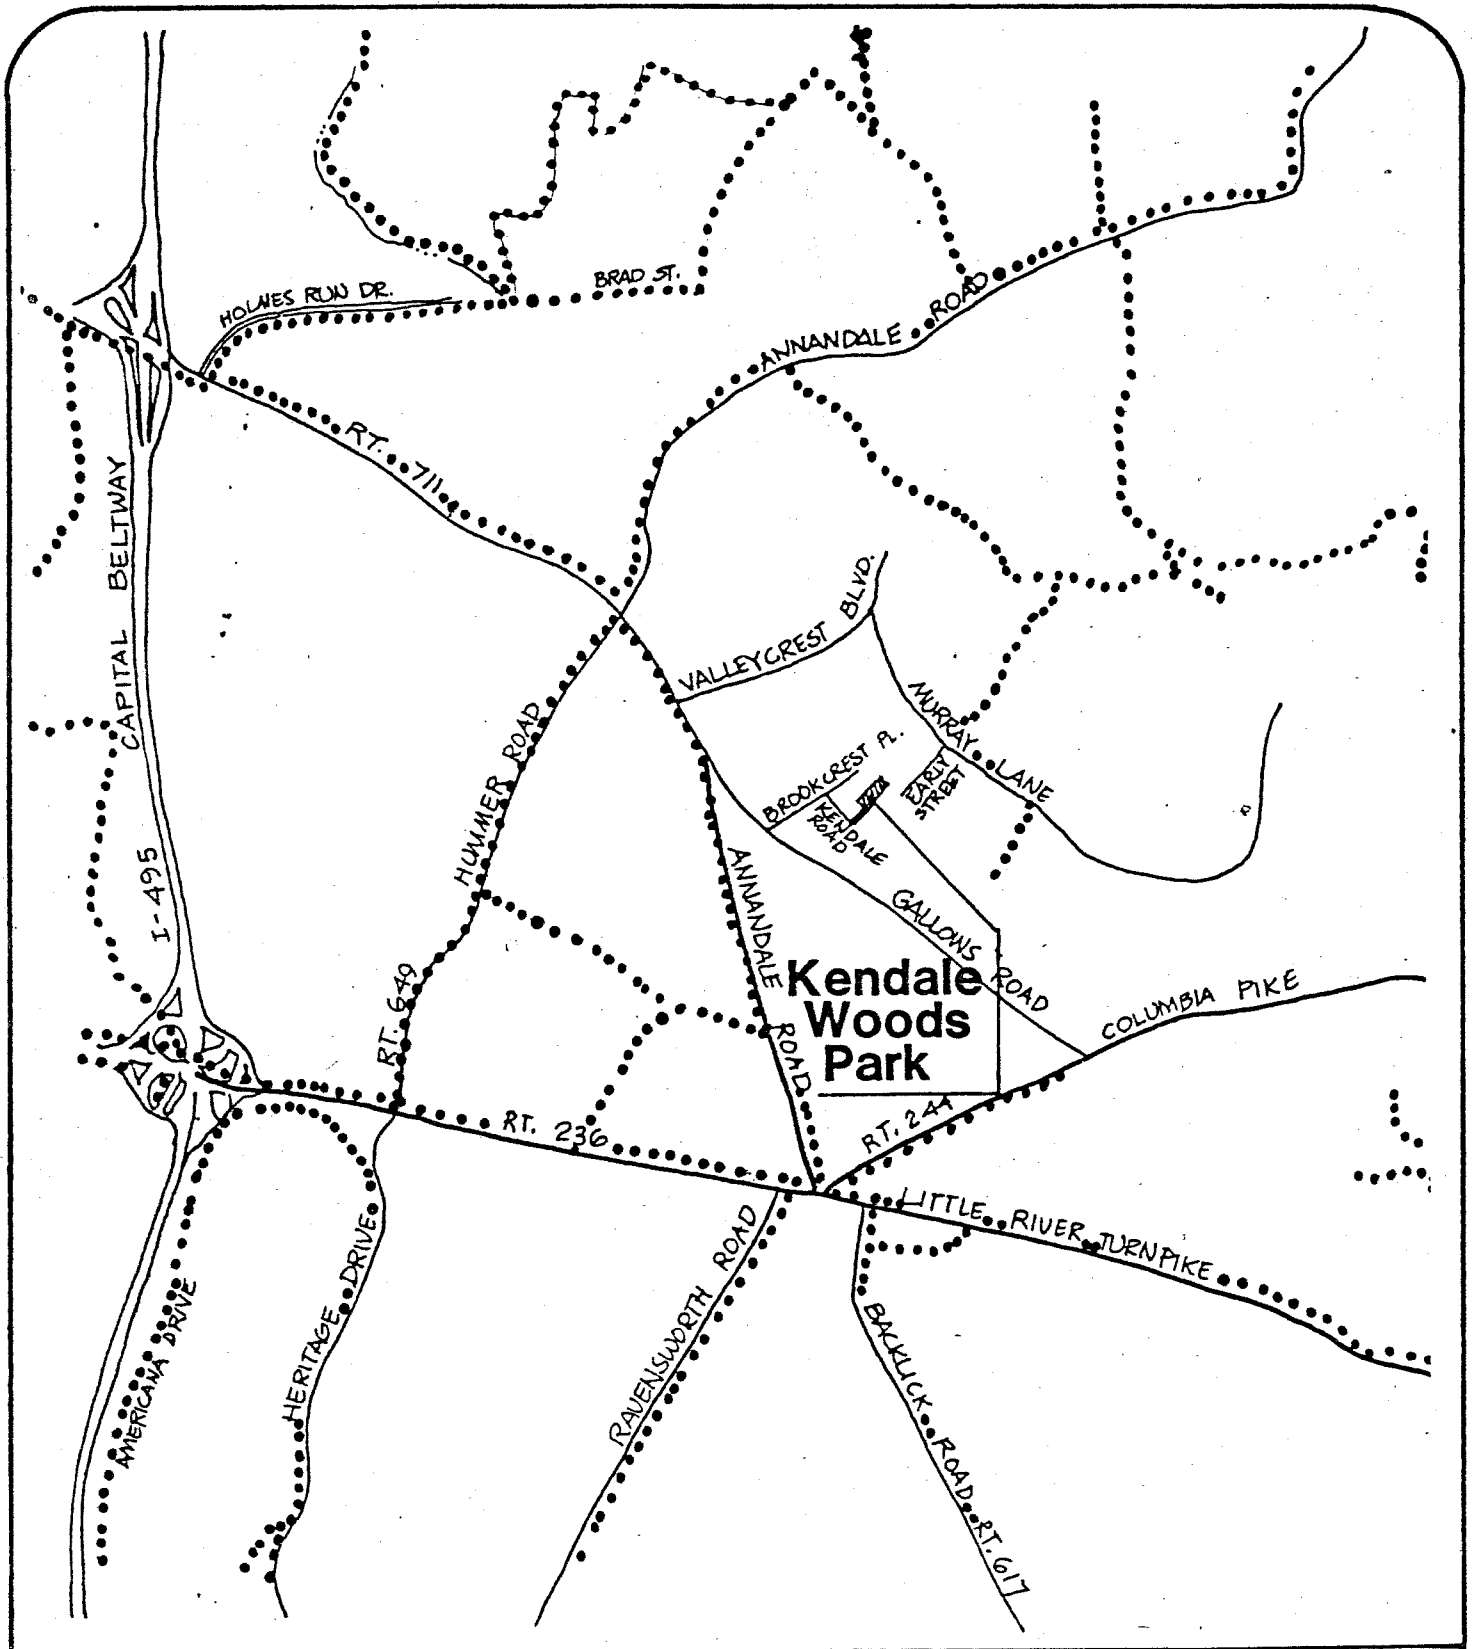 HOLMES RUN DR.
BRAD ST.
ANNANDALE ROAD
RT. 711
CAPITAL BELTWAY
VALLEYCREST BLVD.
MURRAY LANE
HUMMER ROAD
BROOKCREST PL.
KENDALE
ROAD
EARLY
STREET
I-495
ANNANDALE ROAD
GALLOWS ROAD
Kendale
Woods
Park
RT. 649
COLUMBIA PIKE
RT. 236
RT. 244
LITTLE RIVER TURNPIKE
AMERICANA DRIVE
HERITAGE DRIVE
RAVENSWORTH ROAD
BACKLICK ROAD RT. 617